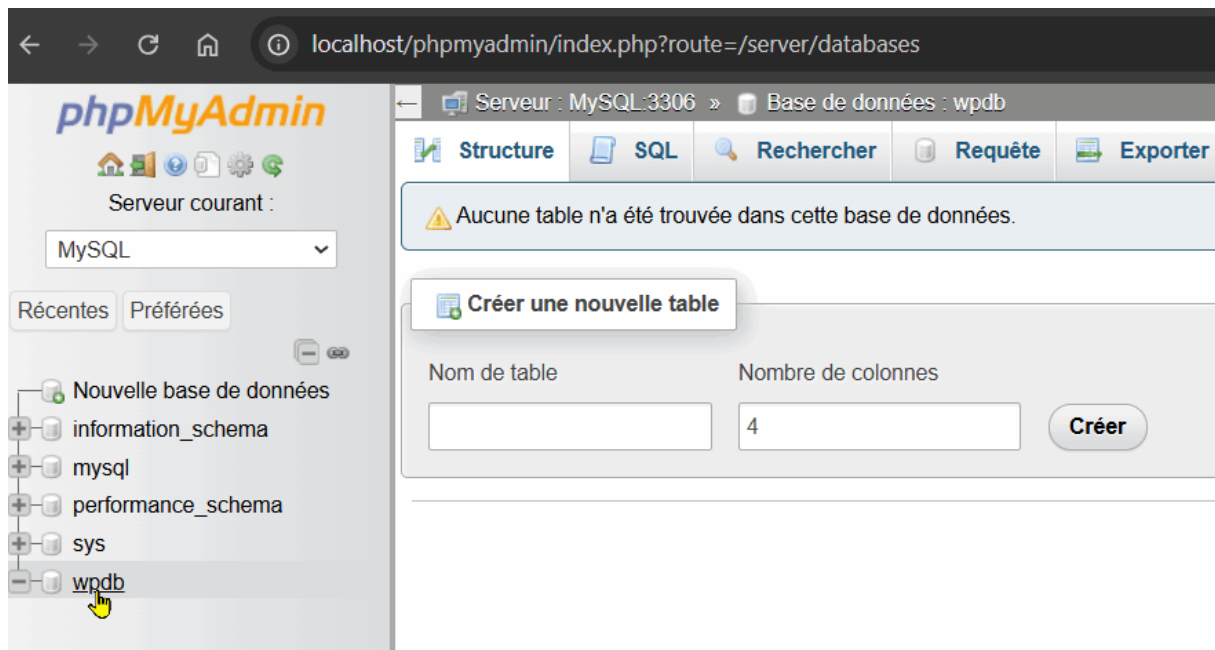 localhost/phpmyadmin/index.php?route=/server/databases
phpMyAdmin
Serveur courant :
MySQL
Récentes Préférées
Nouvelle base de données
information_schema
mysql
performance_schema
sys
wpdb
Serveur : MySQL:3306 » Base de données : wpdb
Structure SQL Rechercher Requête Exporter
Aucune table n'a été trouvée dans cette base de données.
Créer une nouvelle table
Nom de table Nombre de colonnes
4 Créer